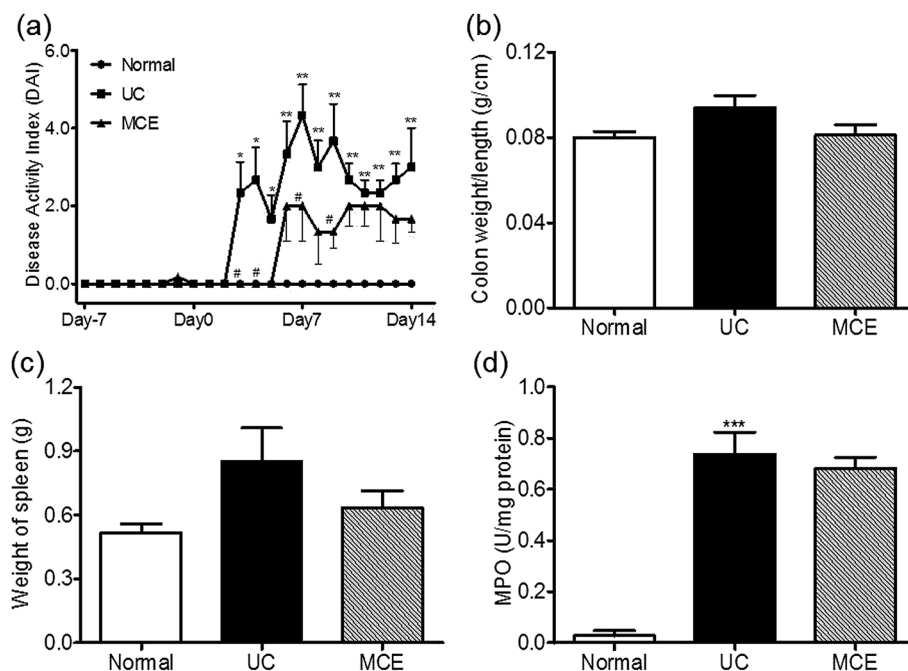 (a)
Disease Activity Index (DAI)
6.0
4.0
2.0
0.0
Normal
UC
MCE
* * * ** ** ** ** ** ** ** ** **
# # # #
Day-7 Day0 Day7 Day14
(b)
Colon weight/length (g/cm)
0.12
0.08
0.04
0.00
Normal UC MCE
(c)
Weight of spleen (g)
1.2
0.9
0.6
0.3
0.0
Normal UC MCE
(d)
MPO (U/mg protein)
1.0
0.8
0.6
0.4
0.2
0.0
***
Normal UC MCE